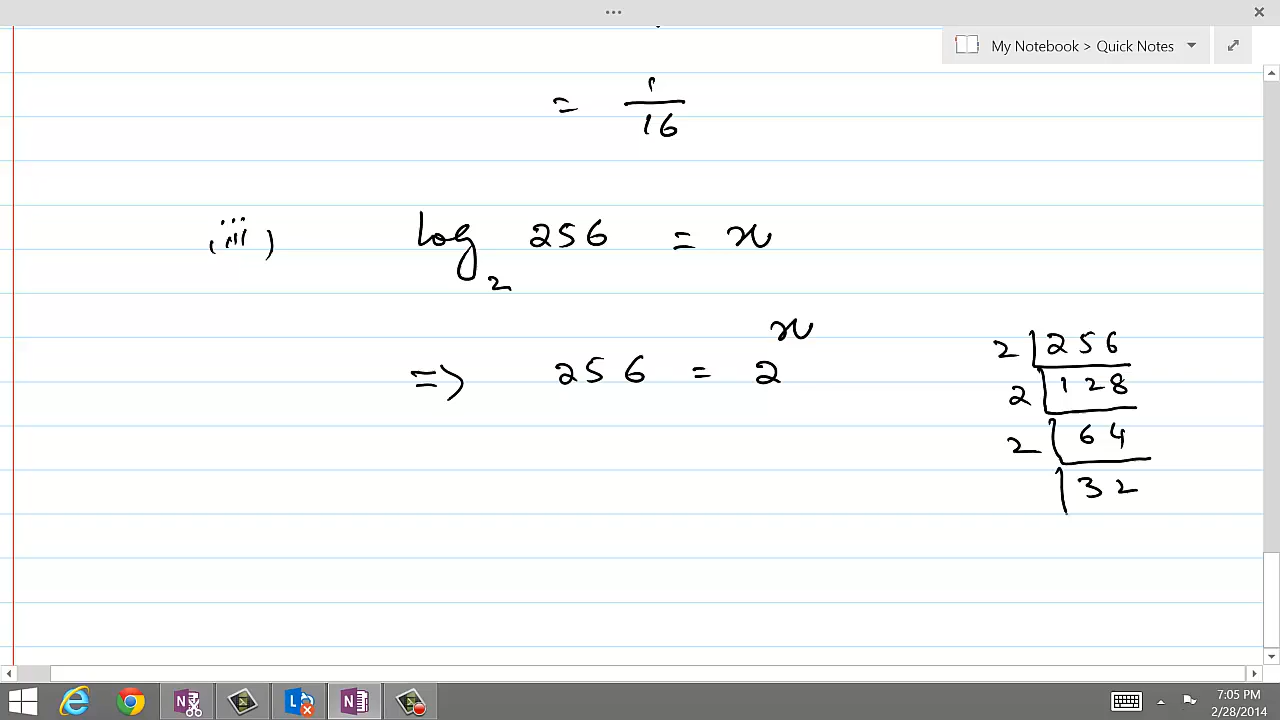 My Notebook > Quick Notes
= 1/16
(iii) log₂ 256 = x
=> 256 = 2ˣ
2 | 256
2 | 128
2 | 64
| 32
7:05 PM
2/28/2014